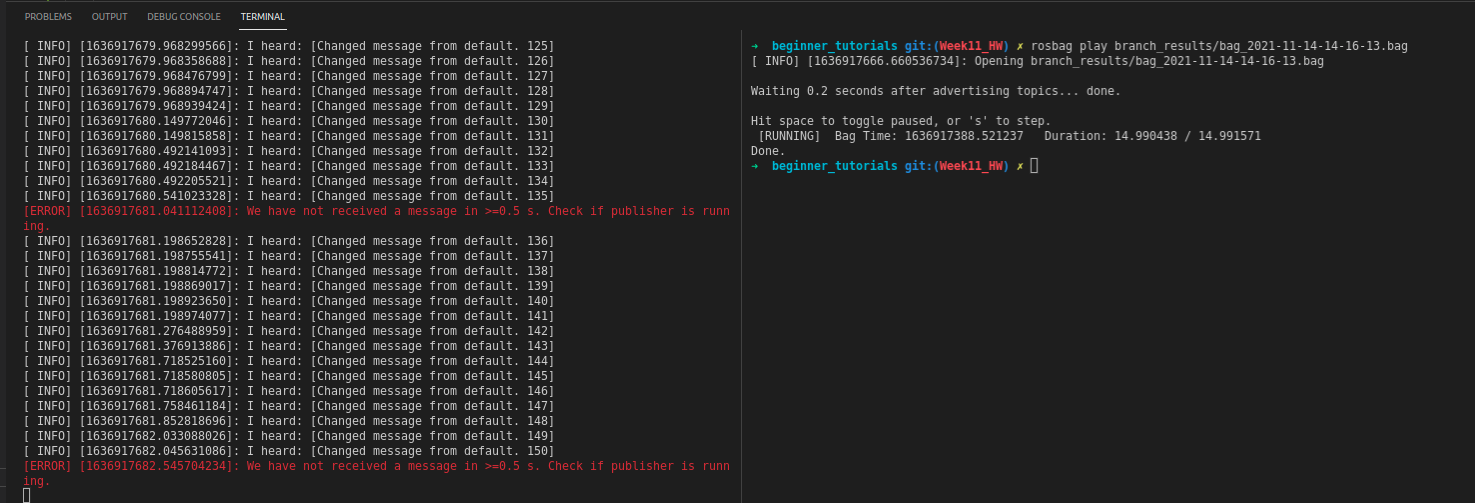 PROBLEMS OUTPUT DEBUG CONSOLE TERMINAL
[ INFO] [1636917679.968299566]: I heard: [Changed message from default. 125]
[ INFO] [1636917679.968358688]: I heard: [Changed message from default. 126]
[ INFO] [1636917679.968476799]: I heard: [Changed message from default. 127]
[ INFO] [1636917679.968894747]: I heard: [Changed message from default. 128]
[ INFO] [1636917679.968939424]: I heard: [Changed message from default. 129]
[ INFO] [1636917680.149772046]: I heard: [Changed message from default. 130]
[ INFO] [1636917680.149815858]: I heard: [Changed message from default. 131]
[ INFO] [1636917680.492141093]: I heard: [Changed message from default. 132]
[ INFO] [1636917680.492184467]: I heard: [Changed message from default. 133]
[ INFO] [1636917680.492205521]: I heard: [Changed message from default. 134]
[ INFO] [1636917680.541023328]: I heard: [Changed message from default. 135]
[ERROR] [1636917681.041112408]: We have not received a message in >=0.5 s. Check if publisher is runn
ing.
[ INFO] [1636917681.198652828]: I heard: [Changed message from default. 136]
[ INFO] [1636917681.198755541]: I heard: [Changed message from default. 137]
[ INFO] [1636917681.198814772]: I heard: [Changed message from default. 138]
[ INFO] [1636917681.198869017]: I heard: [Changed message from default. 139]
[ INFO] [1636917681.198923650]: I heard: [Changed message from default. 140]
[ INFO] [1636917681.198974077]: I heard: [Changed message from default. 141]
[ INFO] [1636917681.276488959]: I heard: [Changed message from default. 142]
[ INFO] [1636917681.376913886]: I heard: [Changed message from default. 143]
[ INFO] [1636917681.718525160]: I heard: [Changed message from default. 144]
[ INFO] [1636917681.718580805]: I heard: [Changed message from default. 145]
[ INFO] [1636917681.718605617]: I heard: [Changed message from default. 146]
[ INFO] [1636917681.758461184]: I heard: [Changed message from default. 147]
[ INFO] [1636917681.852818696]: I heard: [Changed message from default. 148]
[ INFO] [1636917682.033088026]: I heard: [Changed message from default. 149]
[ INFO] [1636917682.045631086]: I heard: [Changed message from default. 150]
[ERROR] [1636917682.545704234]: We have not received a message in >=0.5 s. Check if publisher is runn
ing.
➜ beginner_tutorials git:(Week11_HW) ✗ rosbag play branch_results/bag_2021-11-14-14-16-13.bag
[ INFO] [1636917666.660536734]: Opening branch_results/bag_2021-11-14-14-16-13.bag
Waiting 0.2 seconds after advertising topics... done.
Hit space to toggle paused, or 's' to step.
[RUNNING] Bag Time: 1636917388.521237 Duration: 14.990438 / 14.991571
Done.
➜ beginner_tutorials git:(Week11_HW) ✗